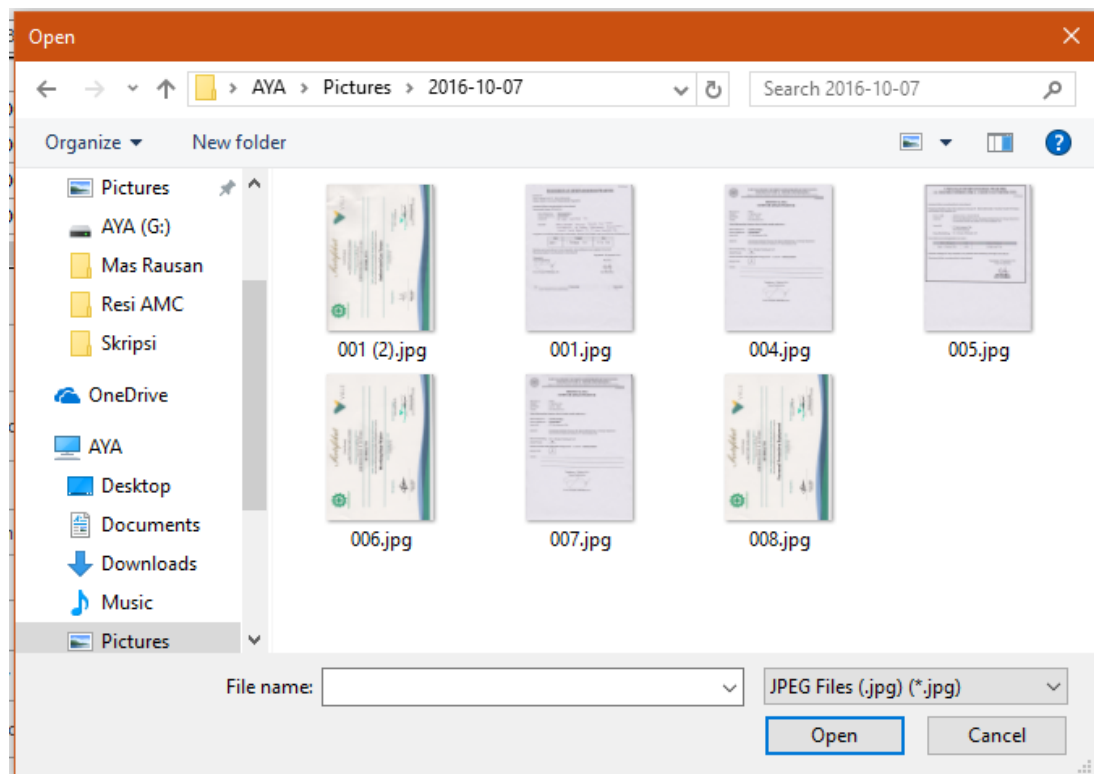 Open
AYA > Pictures > 2016-10-07
Search 2016-10-07
Organize
New folder
Pictures
AYA (G:)
Mas Rausan
Resi AMC
Skripsi
OneDrive
AYA
Desktop
Documents
Downloads
Music
Pictures
001 (2).jpg
001.jpg
004.jpg
005.jpg
006.jpg
007.jpg
008.jpg
File name:
JPEG Files (.jpg) (*.jpg)
Open
Cancel